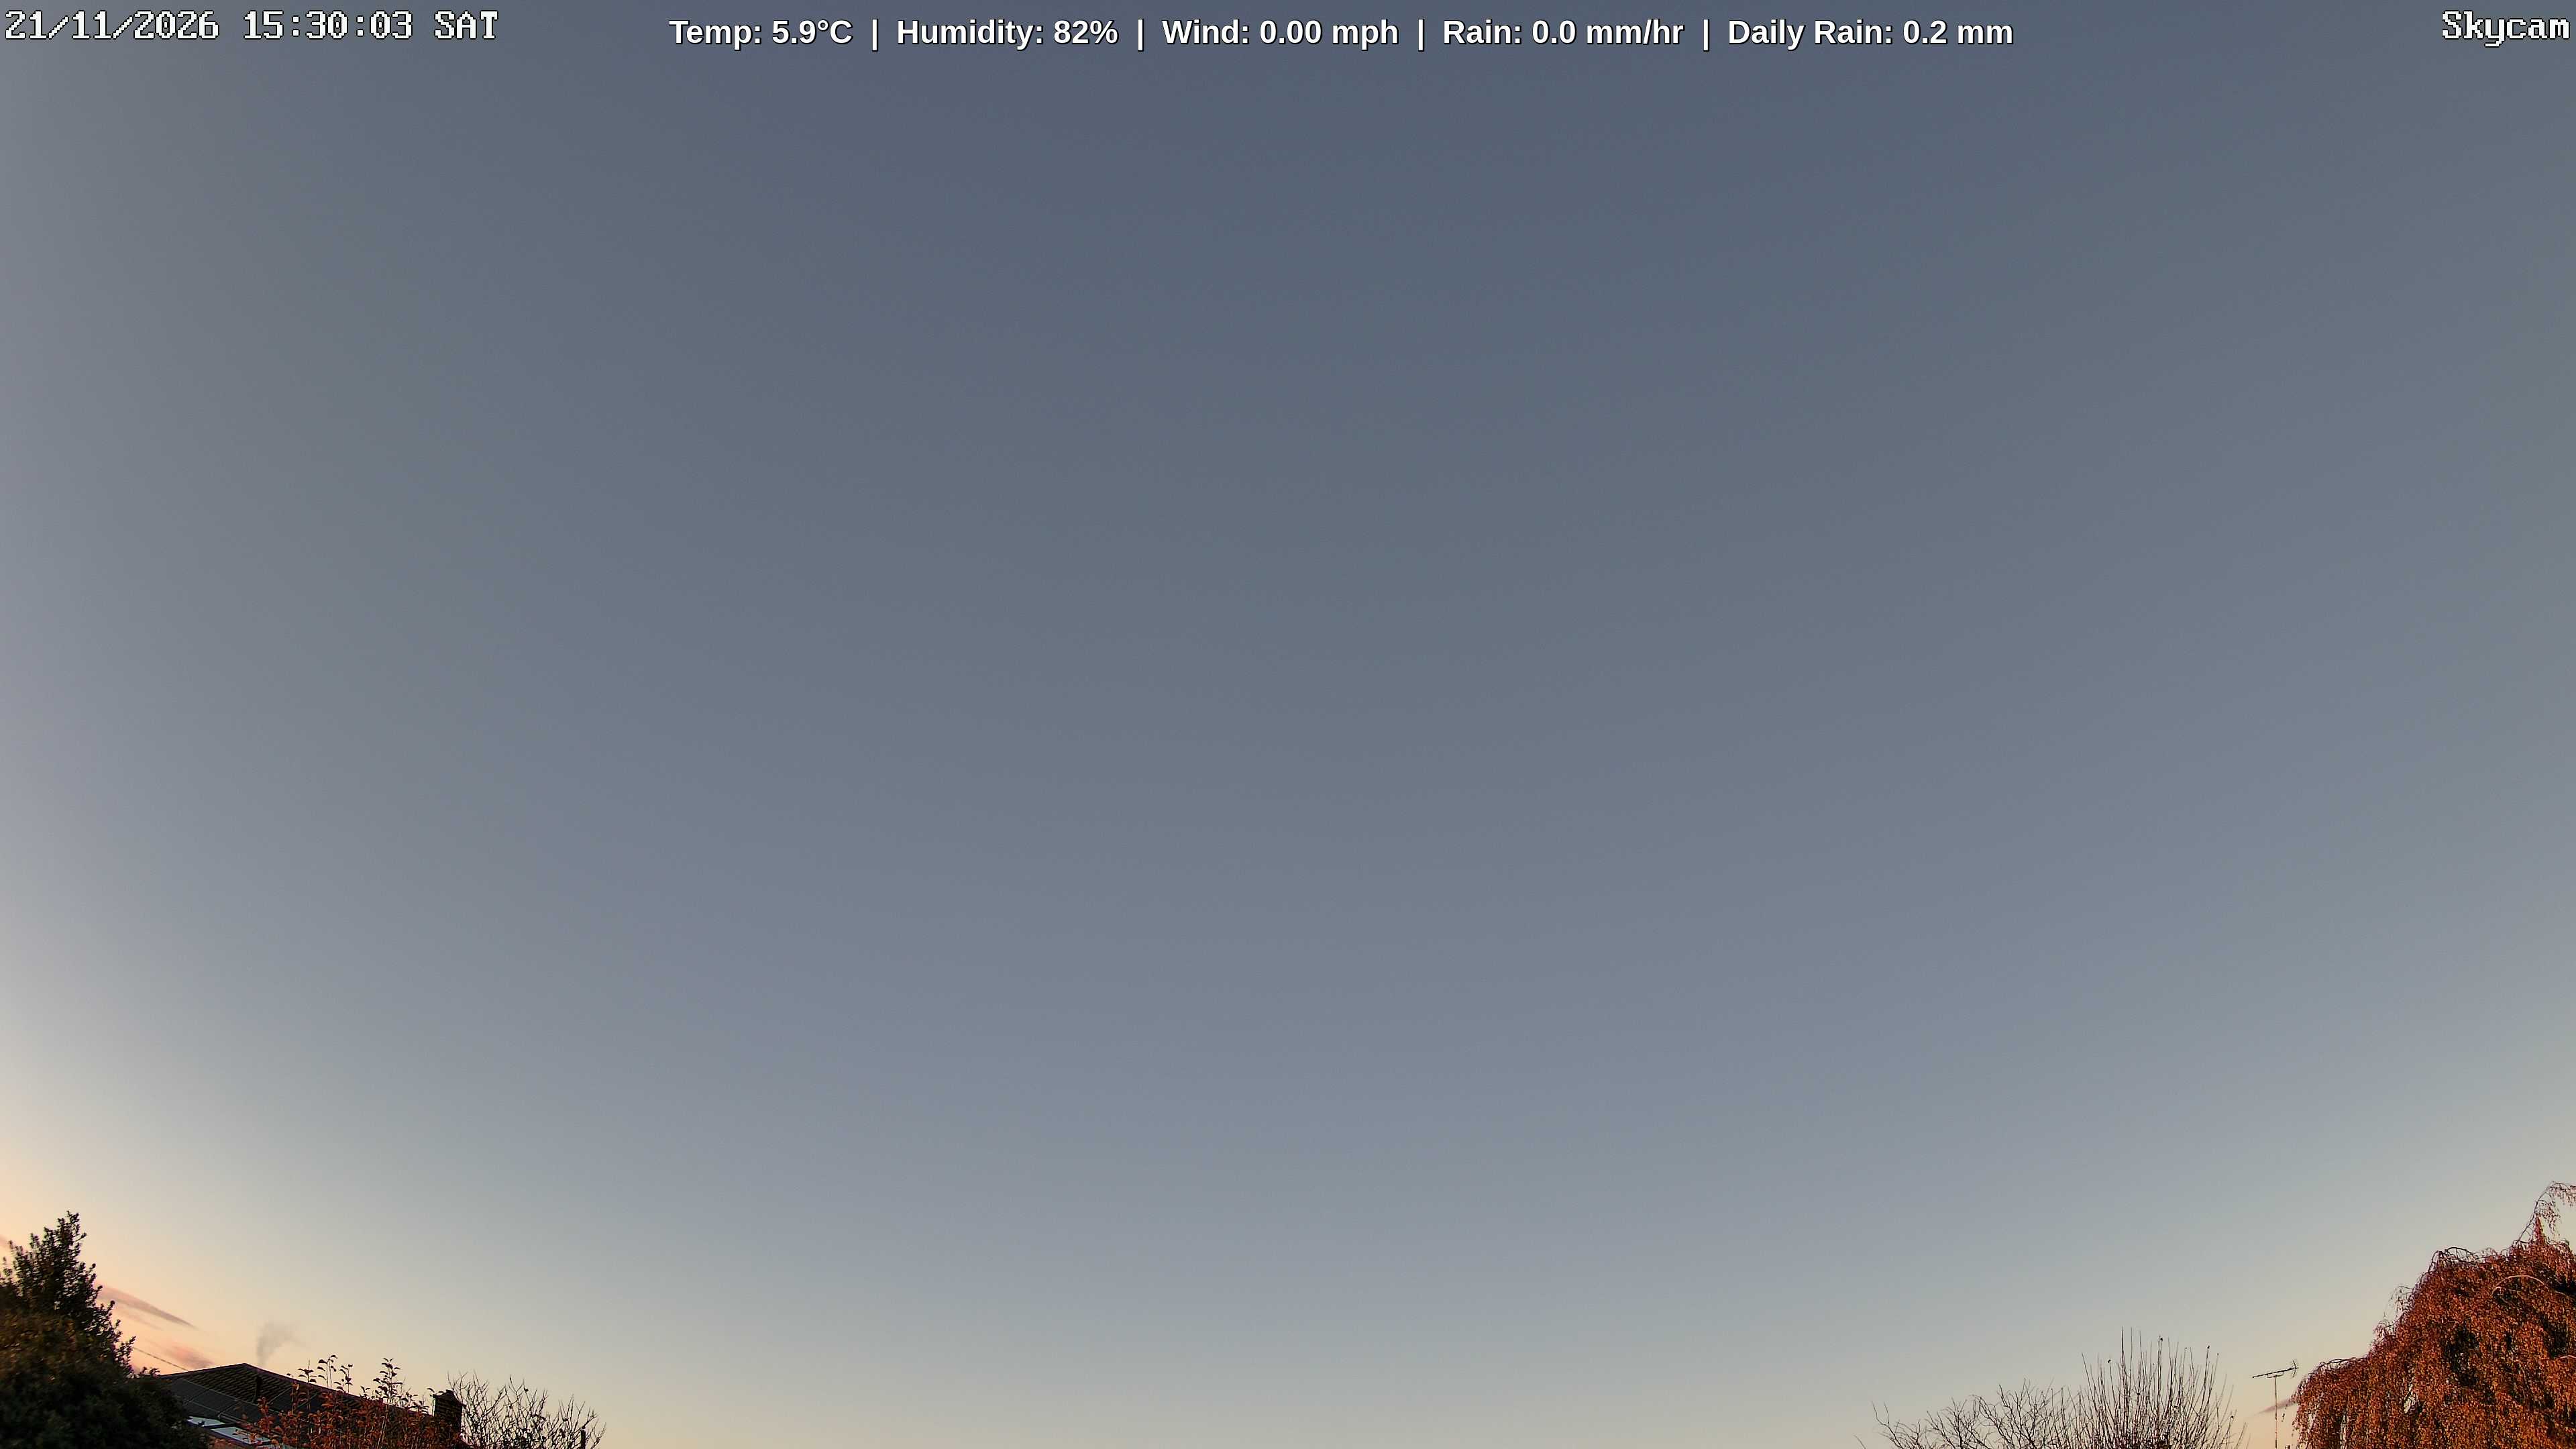 21/11/2026 15:30:03 SAT
Temp: 5.9°C | Humidity: 82% | Wind: 0.00 mph | Rain: 0.0 mm/hr | Daily Rain: 0.2 mm
Skycam